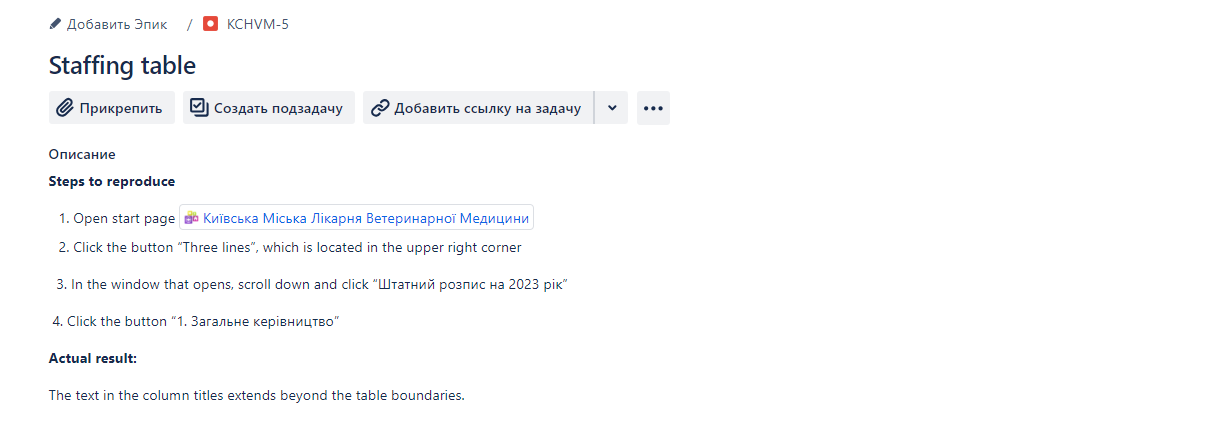 Добавить Эпик / KCHVM-5
Staffing table
Прикрепить Создать подзадачу Добавить ссылку на задачу
Описание
Steps to reproduce
1. Open start page Київська Міська Лікарня Ветеринарної Медицини
2. Click the button “Three lines”, which is located in the upper right corner
3. In the window that opens, scroll down and click “Штатний розпис на 2023 рік”
4. Click the button “1. Загальне керівництво”
Actual result:
The text in the column titles extends beyond the table boundaries.